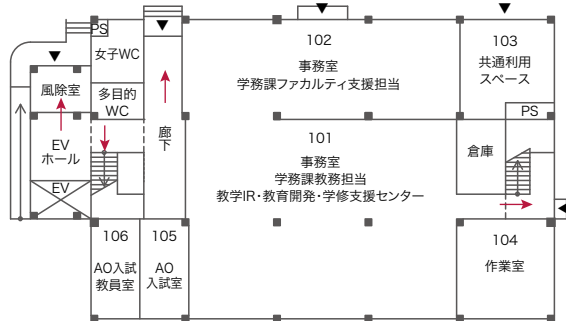 PS
女子WC
多目的
WC
風除室
EV
ホール
EV
廊
下
102
事務室
学務課ファカルティ支援担当
103
共通利用
スペース
PS
101
事務室
学務課教務担当
教学IR・教育開発・学修支援センター
倉庫
106
AO入試
教員室
105
AO
入試室
104
作業室